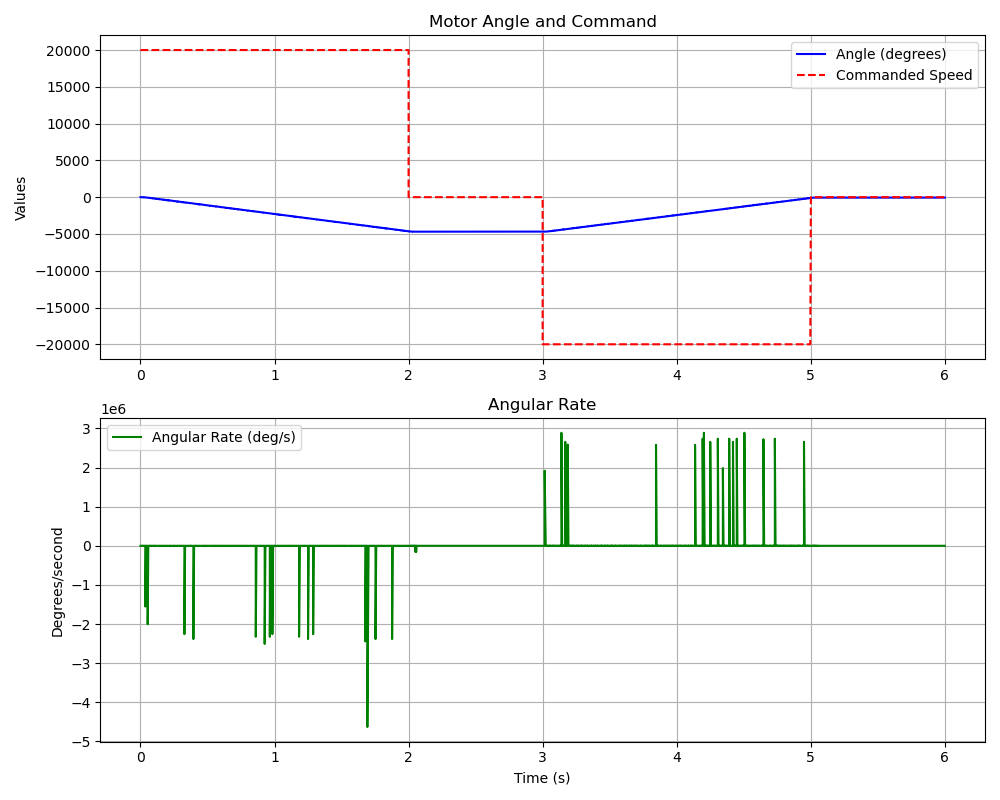 Motor Angle and Command
Values
20000
15000
10000
5000
0
−5000
−10000
−15000
−20000
Angle (degrees)
Commanded Speed
0 1 2 3 4 5 6
Angular Rate
1e6
Degrees/second
3
2
1
0
−1
−2
−3
−4
−5
Angular Rate (deg/s)
0 1 2 3 4 5 6
Time (s)